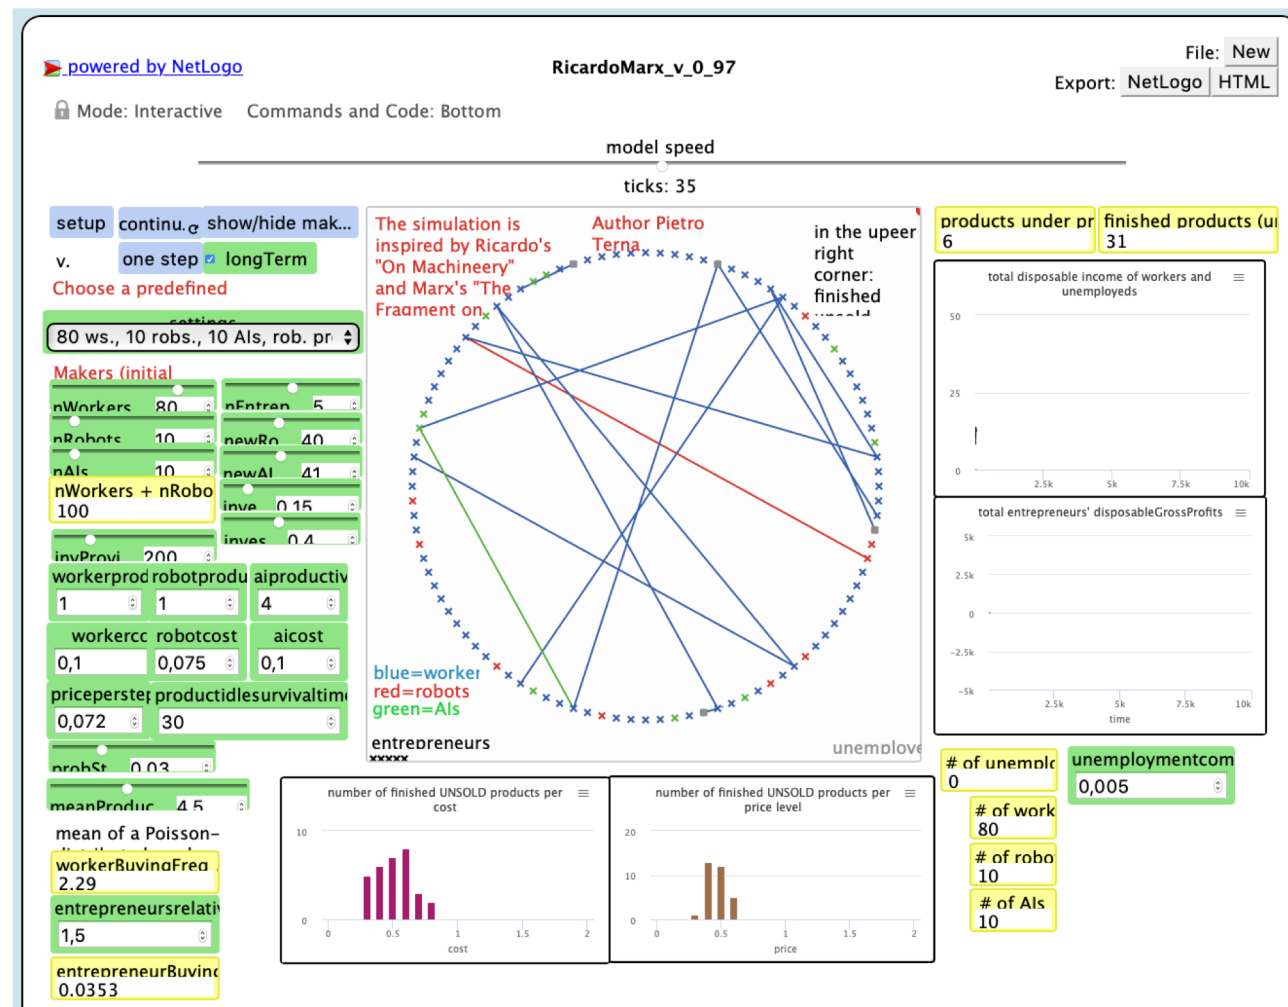 powered by NetLogo
RicardoMarx_v_0_97
File: New
Export: NetLogo HTML
Mode: Interactive Commands and Code: Bottom
model speed
ticks: 35
setup
continu.
show/hide mak...
v.
one step
longTerm
Choose a predefined
settings
80 ws., 10 robs., 10 AIs, rob. pr
Makers (initial
nWorkers 80
nEntrep 5
nRobots 10
newRo 40
nAIs 10
newAI 41
nWorkers + nRobo
100
inve 0.15
inves 0.4
invProvi 200
workerprod
1
robotprodu
1
aiproductiv
4
workercc
0,1
robotcost
0,075
aicost
0,1
priceperstep
0,072
productidlesurvivaltime
30
probSt 0.03
meanProduc 4.5
mean of a Poisson-
workerBuyingFreq
2.29
entrepreneursrelati
1,5
entrepreneurBuying
0.0353
The simulation is
inspired by Ricardo's
"On Machineery"
and Marx's "The
Fragment on
Author Pietro
Terna
in the upeer
right
corner:
finished
unsold
blue=worker
red=robots
green=AIs
entrepreneurs
unemploye
number of finished UNSOLD products per
cost
10
0
0
0.5
1
1.5
2
cost
number of finished UNSOLD products per
price level
20
10
0
0
0.5
1
1.5
2
price
products under pr
6
finished products (u
31
total disposable income of workers and
unemployeds
50
25
0
2.5k
5k
7.5k
10k
total entrepreneurs' disposableGrossProfits
5k
2.5k
0
−2.5k
−5k
2.5k
5k
7.5k
10k
time
# of unemplo
0
unemploymentcom
0,005
# of work
80
# of robo
10
# of AIs
10